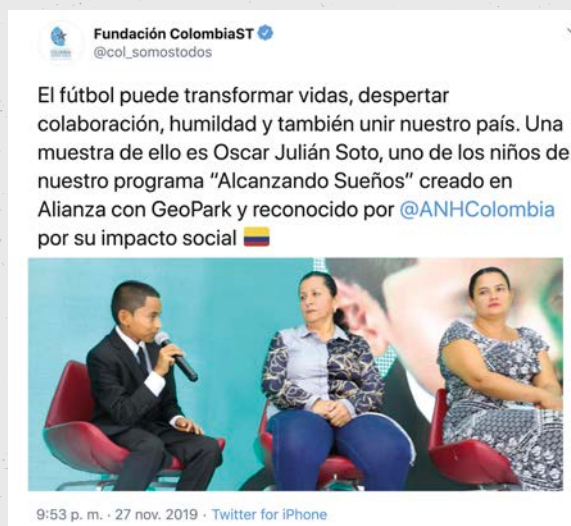 Fundación ColombiaST
@col_somostodos
El fútbol puede transformar vidas, despertar
colaboración, humildad y también unir nuestro país. Una
muestra de ello es Oscar Julián Soto, uno de los niños de
nuestro programa “Alcanzando Sueños” creado en
Alianza con GeoPark y reconocido por @ANHColombia
por su impacto social 🇨🇴
9:53 p. m. · 27 nov. 2019 · Twitter for iPhone